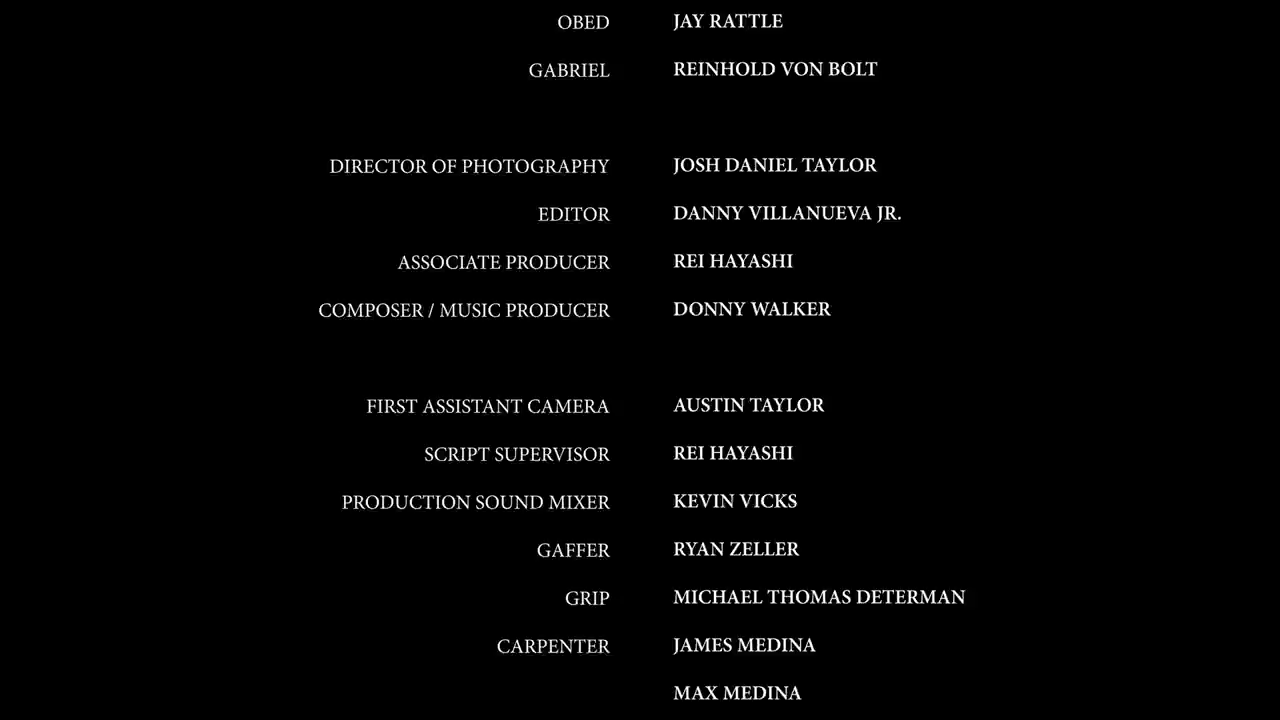 OBED JAY RATTLE
GABRIEL REINHOLD VON BOLT
DIRECTOR OF PHOTOGRAPHY JOSH DANIEL TAYLOR
EDITOR DANNY VILLANUEVA JR.
ASSOCIATE PRODUCER REI HAYASHI
COMPOSER / MUSIC PRODUCER DONNY WALKER
FIRST ASSISTANT CAMERA AUSTIN TAYLOR
SCRIPT SUPERVISOR REI HAYASHI
PRODUCTION SOUND MIXER KEVIN VICKS
GAFFER RYAN ZELLER
GRIP MICHAEL THOMAS DETERMAN
CARPENTER JAMES MEDINA
MAX MEDINA